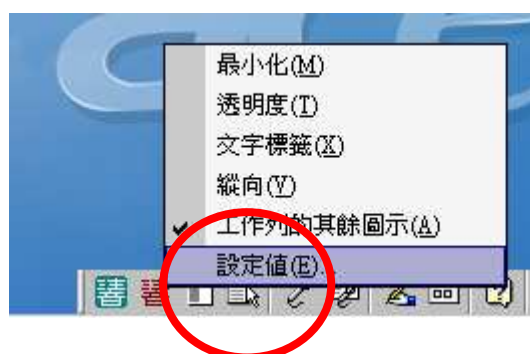 最小化(M)
透明度(T)
文字標籤(X)
縱向(V)
工作列的其餘圖示(A)
設定值(E)...